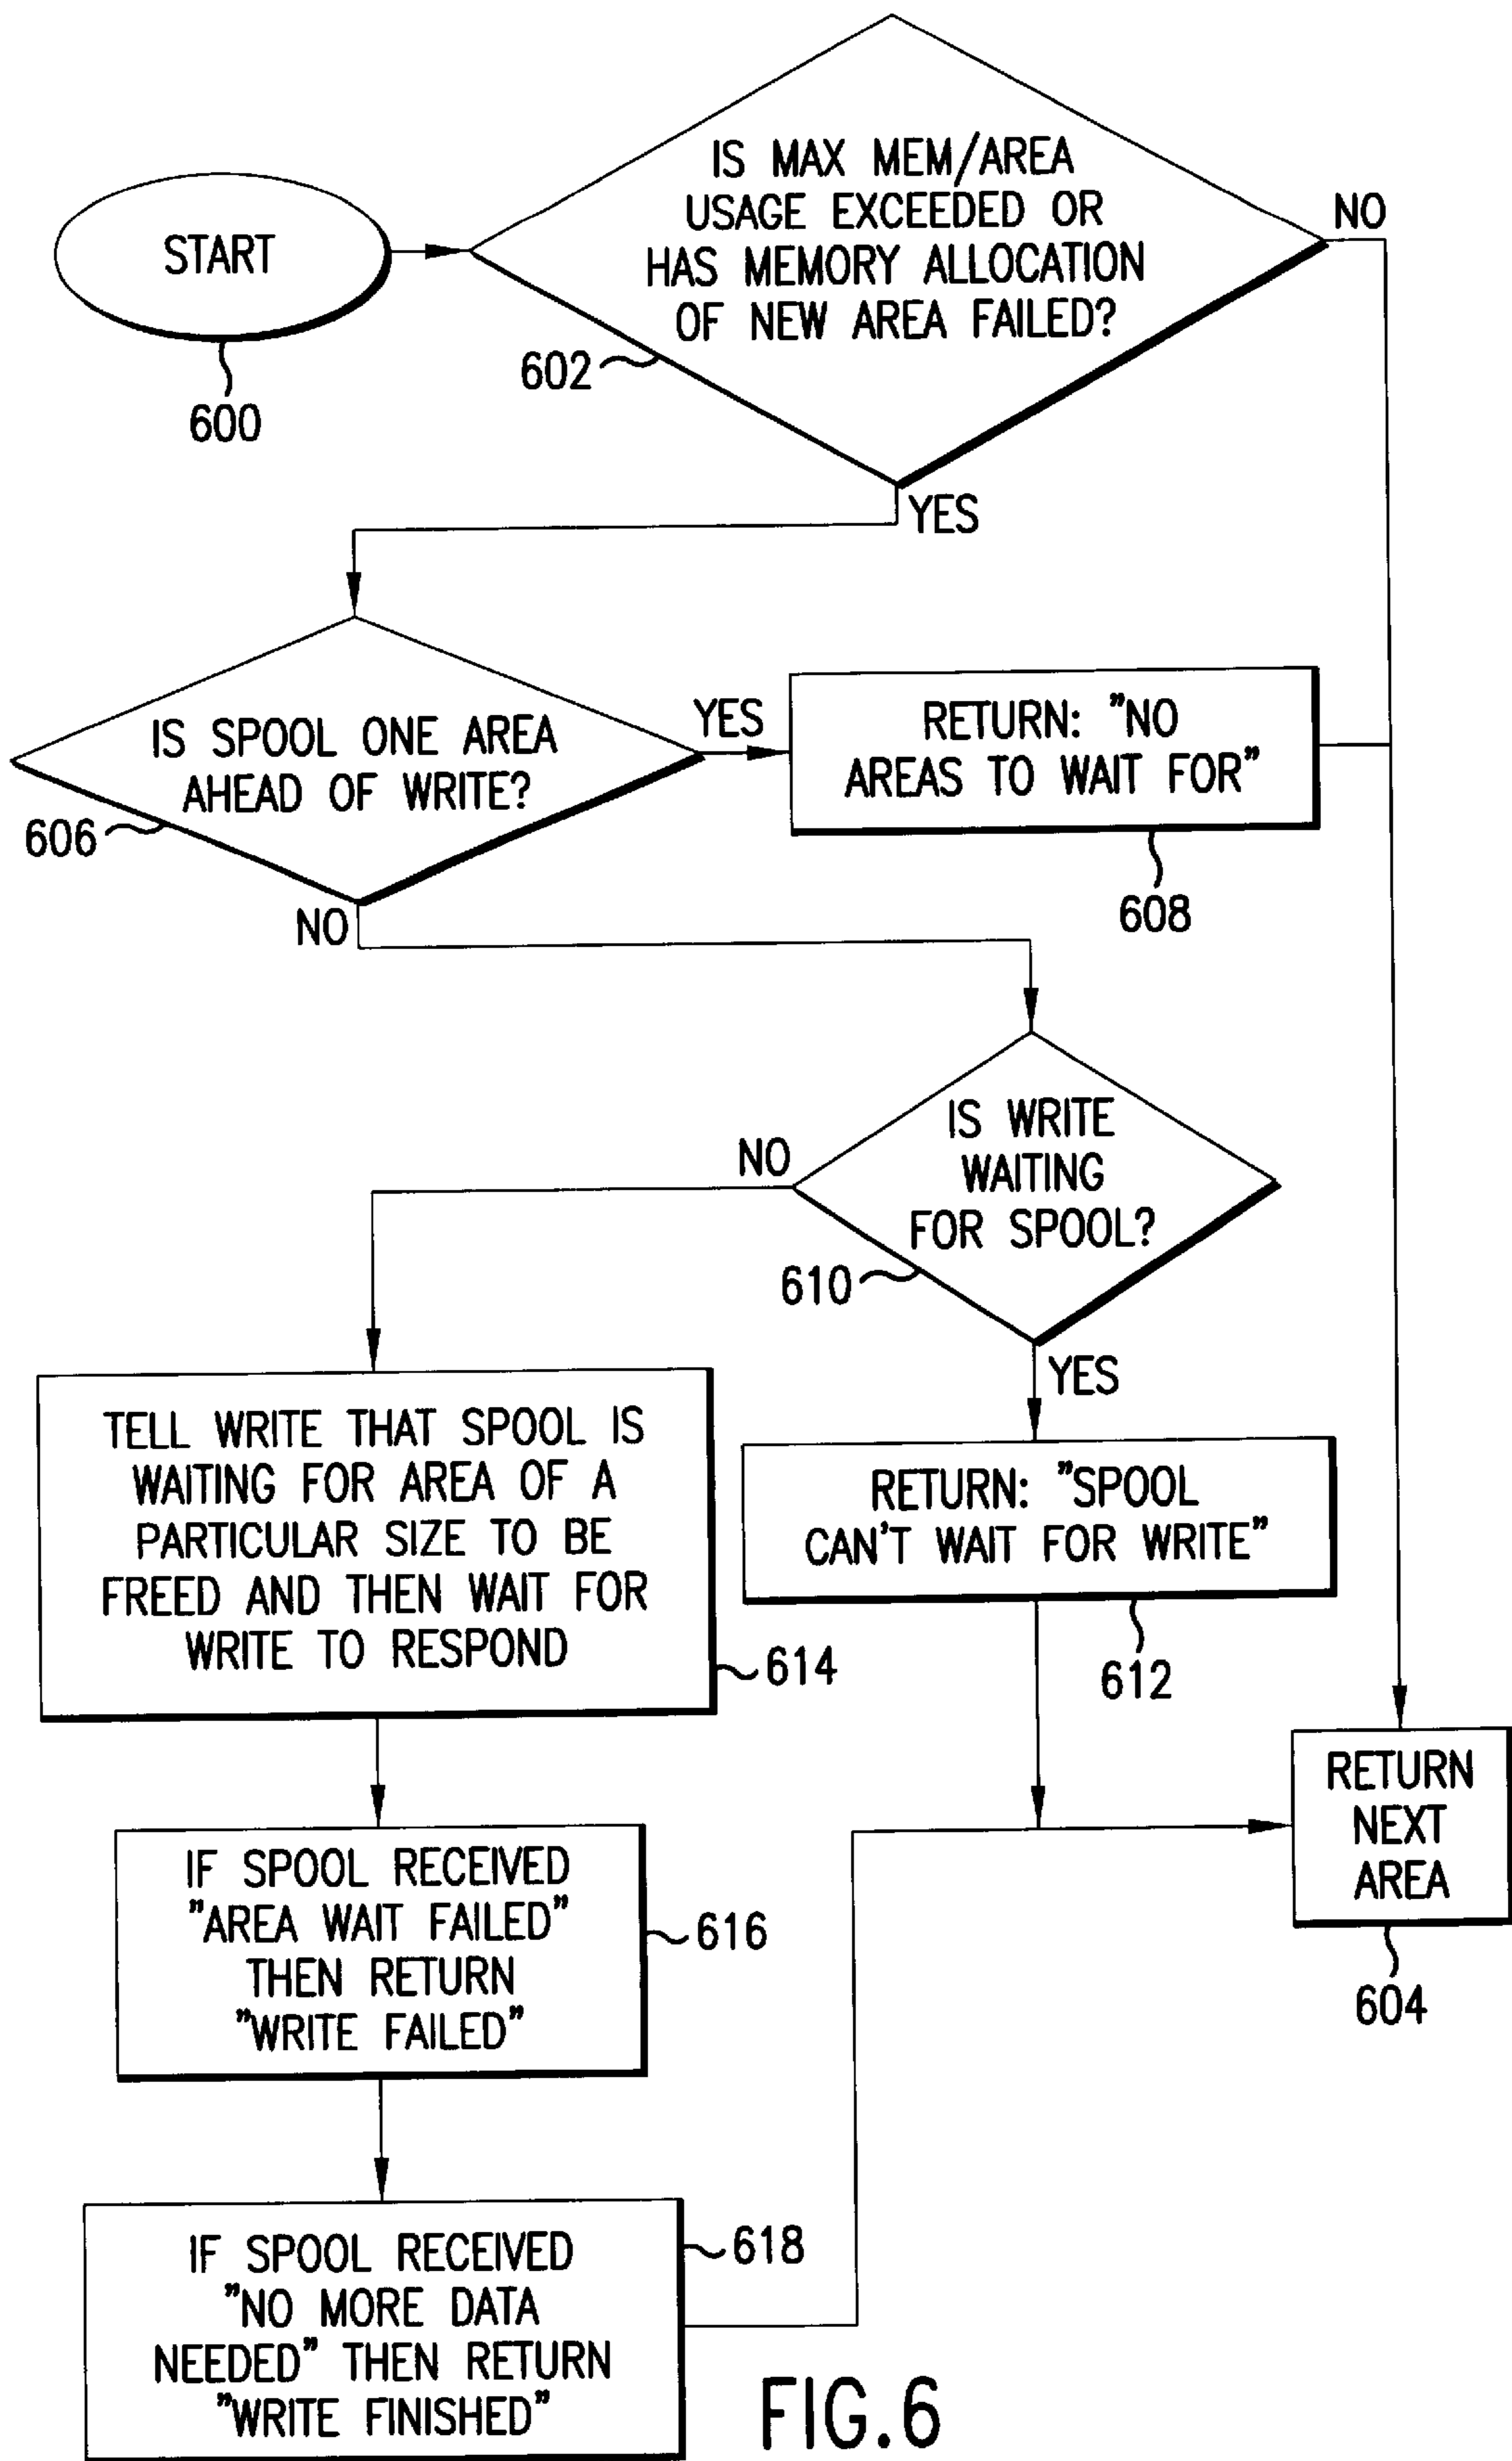 START
600
IS MAX MEM/AREA
USAGE EXCEEDED OR
HAS MEMORY ALLOCATION
OF NEW AREA FAILED?
602
NO
YES
IS SPOOL ONE AREA
AHEAD OF WRITE?
606
YES
NO
RETURN: "NO
AREAS TO WAIT FOR"
608
IS WRITE
WAITING
FOR SPOOL?
610
NO
YES
TELL WRITE THAT SPOOL IS
WAITING FOR AREA OF A
PARTICULAR SIZE TO BE
FREED AND THEN WAIT FOR
WRITE TO RESPOND
614
RETURN: "SPOOL
CAN'T WAIT FOR WRITE"
612
RETURN
NEXT
AREA
604
IF SPOOL RECEIVED
"AREA WAIT FAILED"
THEN RETURN
"WRITE FAILED"
616
IF SPOOL RECEIVED
"NO MORE DATA
NEEDED" THEN RETURN
"WRITE FINISHED"
618
FIG.6